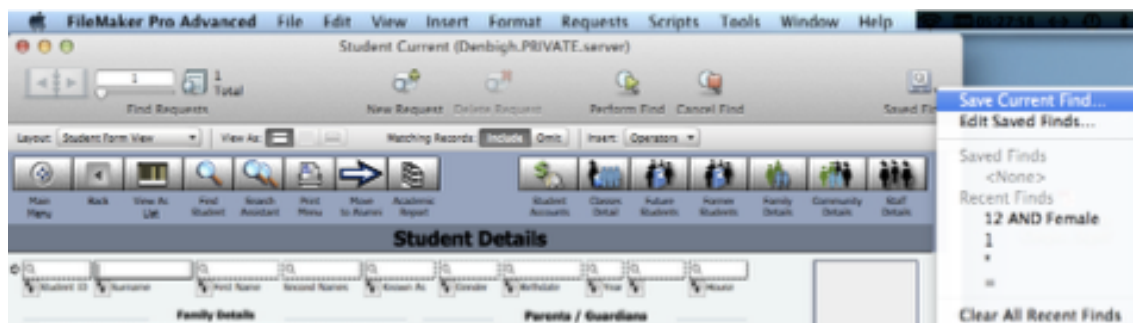 FileMaker Pro Advanced File Edit View Insert Format Requests Scripts Tools Window Help
Student Current (Denbigh.PRIVATE.server)
1
1
Total
Find Requests New Request Delete Request Perform Find Cancel Find Saved Fin
Layout: Student Form View View As: Matching Records: Include Omit Insert: Operators
Main Menu
Back
View As List
Find Student
Search Assistant
Print Menu
Move to Alumni
Academic Report
Student Accounts
Classes Detail
Future Students
Former Students
Family Details
Community Details
Staff Details
Student Details
Student ID Surname First Name Second Names Known As Gender Birthdate Year House
Family Details Parents / Guardians
Save Current Find...
Edit Saved Finds...
Saved Finds
<None>
Recent Finds
12 AND Female
1
*
=
Clear All Recent Finds